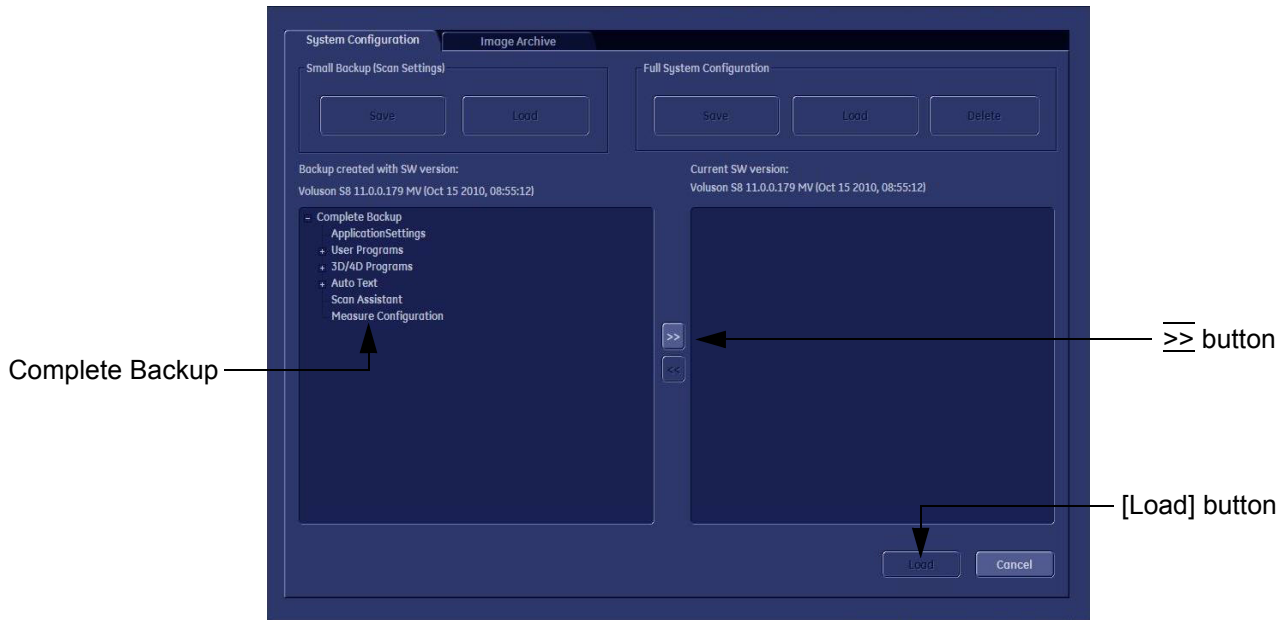 System Configuration
Image Archive
Small Backup (Scan Settings)
Full System Configuration
Save
Load
Save
Load
Delete
Backup created with SW version:
Voluson S8 11.0.0.179 MV (Oct 15 2010, 08:55:12)
Current SW version:
Voluson S8 11.0.0.179 MV (Oct 15 2010, 08:55:12)
- Complete Backup
ApplicationSettings
+ User Programs
+ 3D/4D Programs
+ Auto Text
Scan Assistant
Measure Configuration
>>
<<
Complete Backup
>> button
[Load] button
Load
Cancel